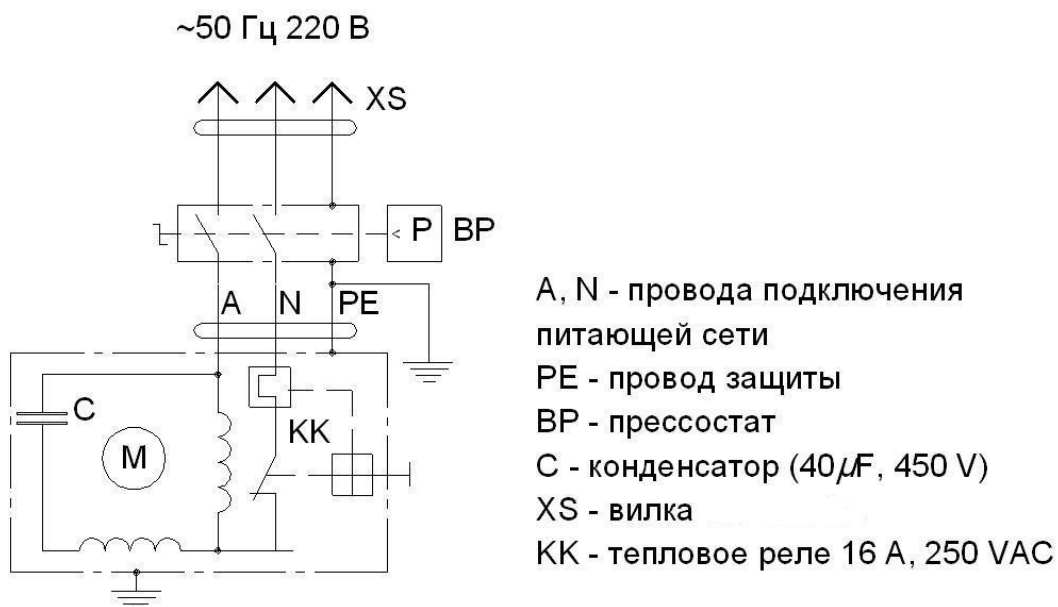 ~50 Гц 220 В
XS
P BP
A N PE
C
KK
M
A, N - провода подключения
питающей сети
PE - провод защиты
BP - прессостат
C - конденсатор (40μF, 450 V)
XS - вилка
KK - тепловое реле 16 А, 250 VAC